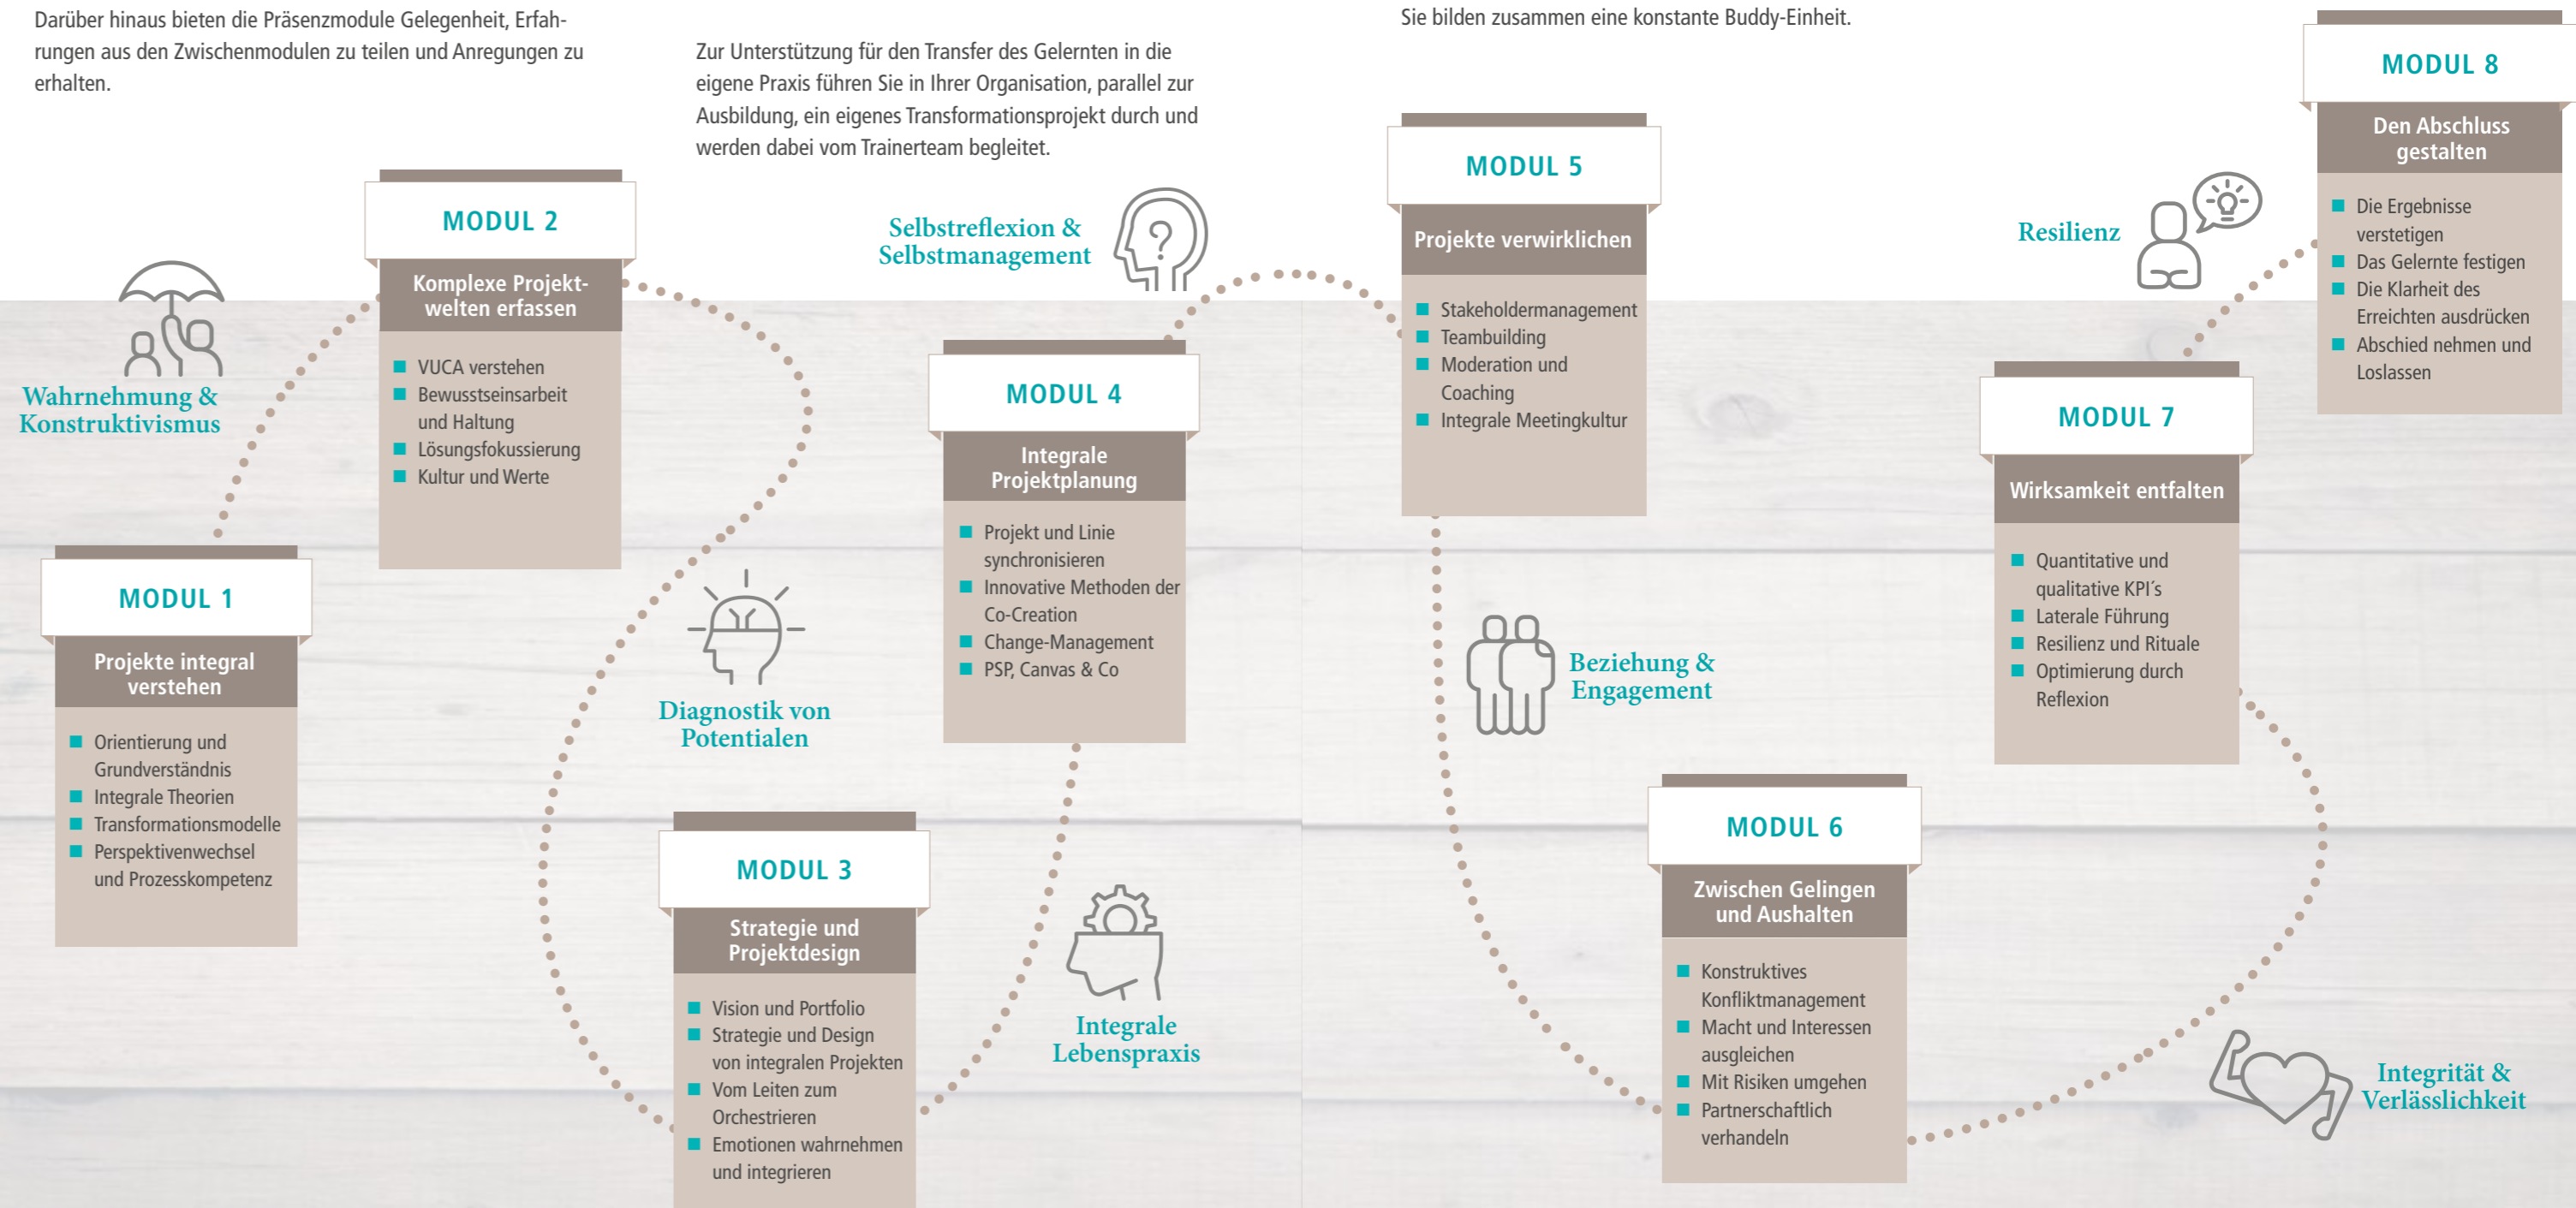 Darüber hinaus bieten die Präsenzmodule Gelegenheit, Erfah-
rungen aus den Zwischenmodulen zu teilen und Anregungen zu
erhalten.
Zur Unterstützung für den Transfer des Gelernten in die
eigene Praxis führen Sie in Ihrer Organisation, parallel zur
Ausbildung, ein eigenes Transformationsprojekt durch und
werden dabei vom Trainerteam begleitet.
Sie bilden zusammen eine konstante Buddy-Einheit.
MODUL 1
Projekte integral
verstehen
Orientierung und
Grundverständnis
Integrale Theorien
Transformationsmodelle
Perspektivenwechsel
und Prozesskompetenz
Wahrnehmung &
Konstruktivismus
MODUL 2
Komplexe Projekt-
welten erfassen
VUCA verstehen
Bewusstseinsarbeit
und Haltung
Lösungsfokussierung
Kultur und Werte
Diagnostik von
Potentialen
MODUL 3
Strategie und
Projektdesign
Vision und Portfolio
Strategie und Design
von integralen Projekten
Vom Leiten zum
Orchestrieren
Emotionen wahrnehmen
und integrieren
Integrale
Lebenspraxis
MODUL 4
Integrale
Projektplanung
Projekt und Linie
synchronisieren
Innovative Methoden der
Co-Creation
Change-Management
PSP, Canvas & Co
Selbstreflexion &
Selbstmanagement
MODUL 5
Projekte verwirklichen
Stakeholdermanagement
Teambuilding
Moderation und
Coaching
Integrale Meetingkultur
Beziehung &
Engagement
MODUL 6
Zwischen Gelingen
und Aushalten
Konstruktives
Konfliktmanagement
Macht und Interessen
ausgleichen
Mit Risiken umgehen
Partnerschaftlich
verhandeln
Integrität &
Verlässlichkeit
MODUL 7
Wirksamkeit entfalten
Quantitative und
qualitative KPI´s
Laterale Führung
Resilienz und Rituale
Optimierung durch
Reflexion
Resilienz
MODUL 8
Den Abschluss
gestalten
Die Ergebnisse
verstetigen
Das Gelernte festigen
Die Klarheit des
Erreichten ausdrücken
Abschied nehmen und
Loslassen